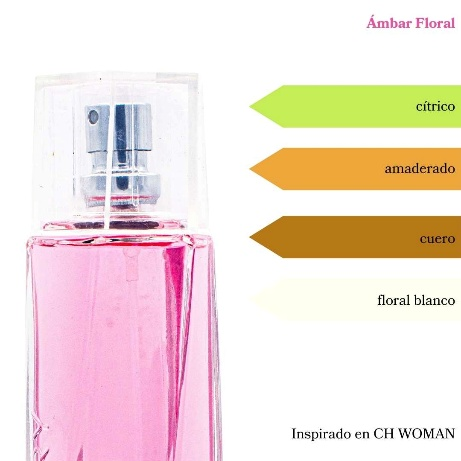 Ámbar Floral
cítrico
amaderado
cuero
floral blanco
Inspirado en CH WOMAN